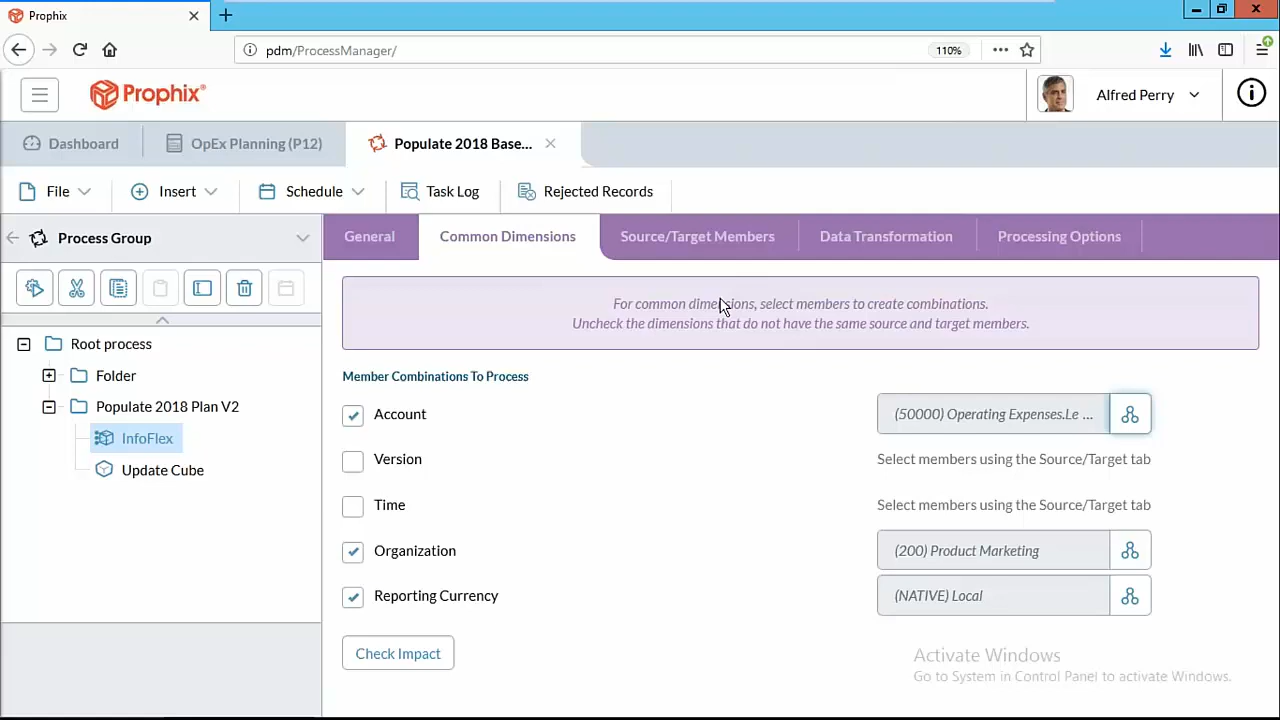 Prophix
pdm/ProcessManager/
110%
Prophix®
Alfred Perry
Dashboard
OpEx Planning (P12)
Populate 2018 Base...
File
Insert
Schedule
Task Log
Rejected Records
Process Group
General
Common Dimensions
Source/Target Members
Data Transformation
Processing Options
For common dimensions, select members to create combinations.
Uncheck the dimensions that do not have the same source and target members.
Root process
Folder
Populate 2018 Plan V2
InfoFlex
Update Cube
Member Combinations To Process
Account
(50000) Operating Expenses.Le ...
Version
Select members using the Source/Target tab
Time
Select members using the Source/Target tab
Organization
(200) Product Marketing
Reporting Currency
(NATIVE) Local
Check Impact
Activate Windows
Go to System in Control Panel to activate Windows.